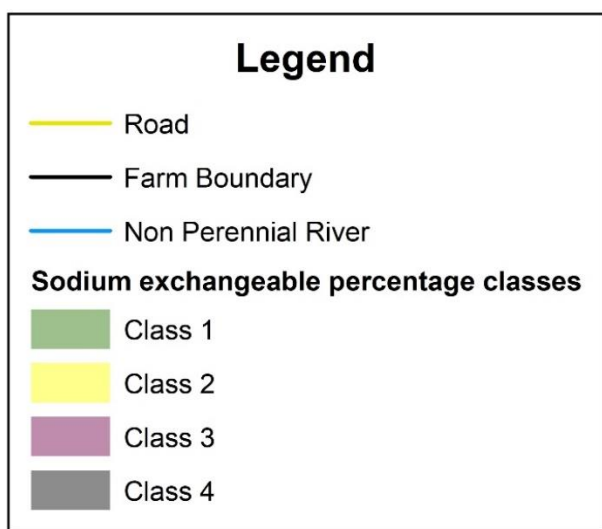 Legend
Road
Farm Boundary
Non Perennial River
Sodium exchangeable percentage classes
Class 1
Class 2
Class 3
Class 4